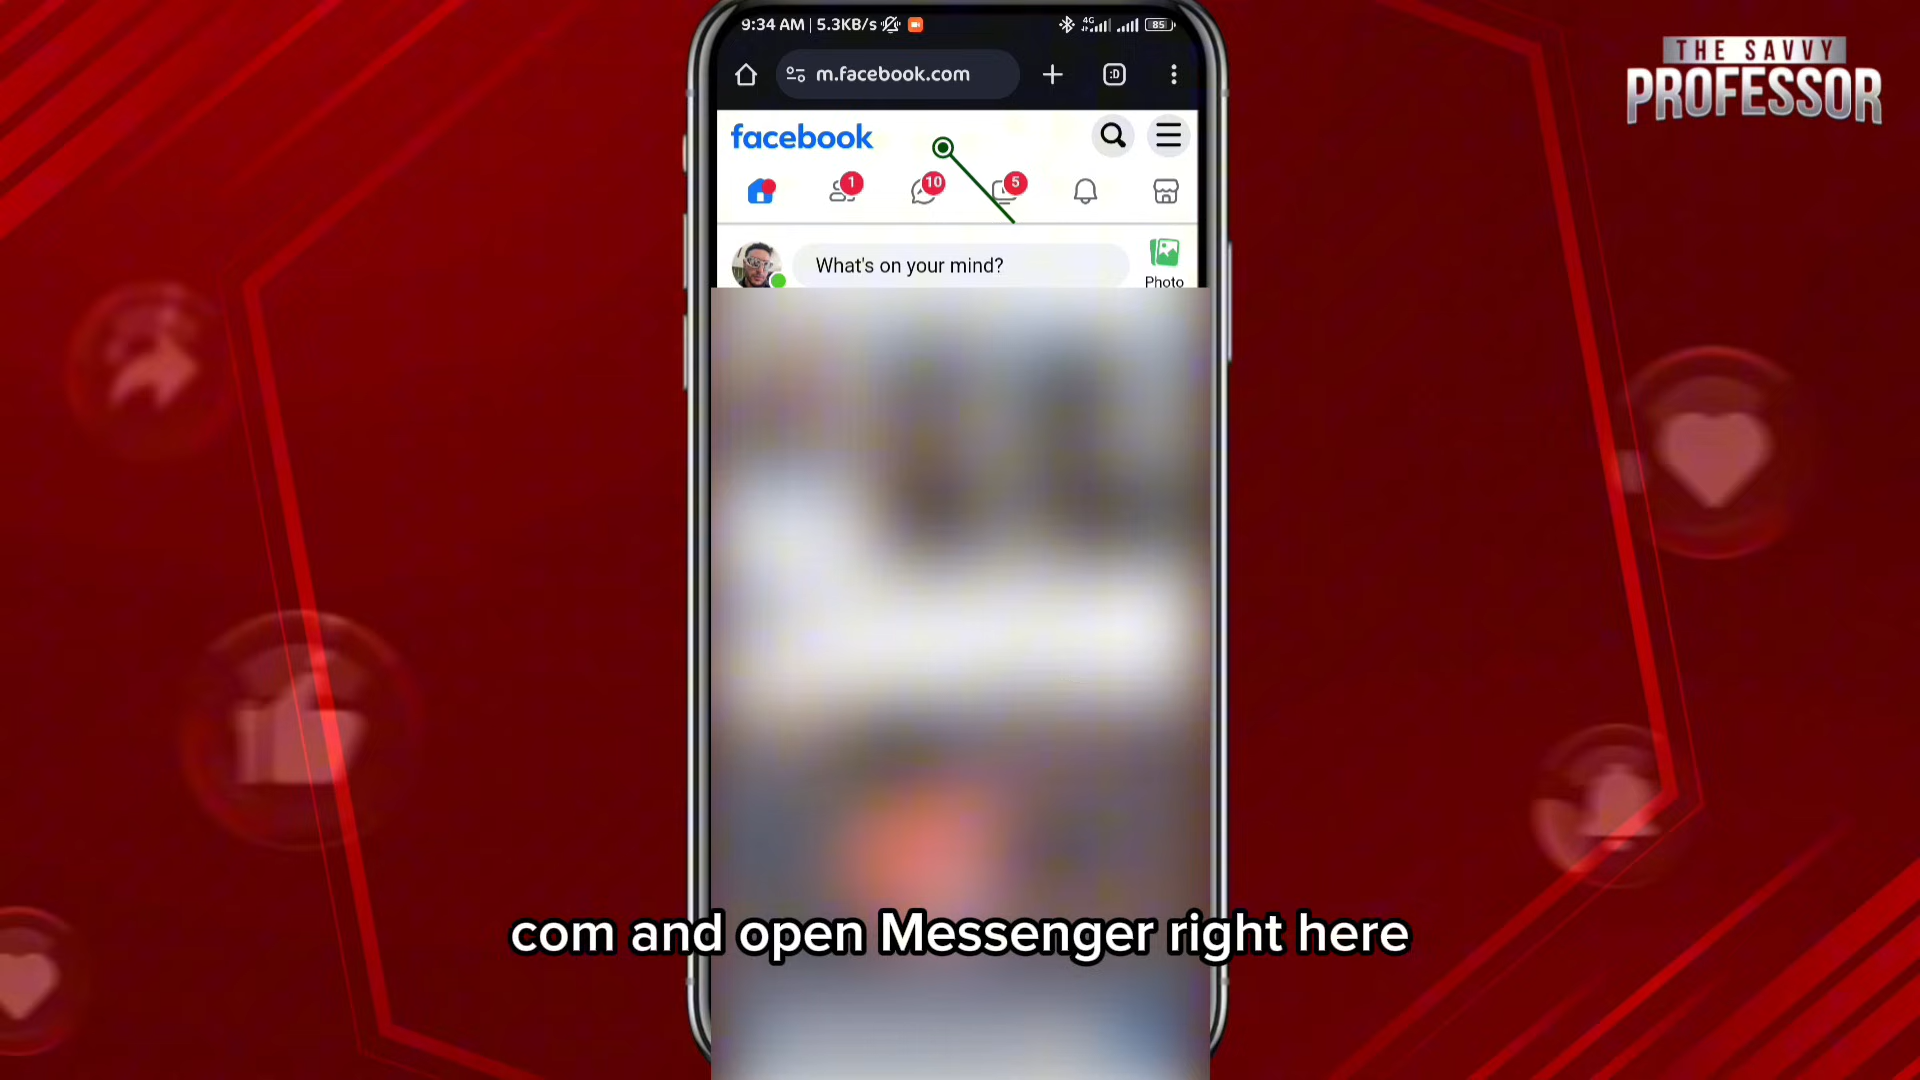 9:34 AM | 5.3KB/s
4G
85
THE SAVVY
PROFESSOR
m.facebook.com
:D
facebook
1
10
5
What's on your mind?
Photo
com and open Messenger right here